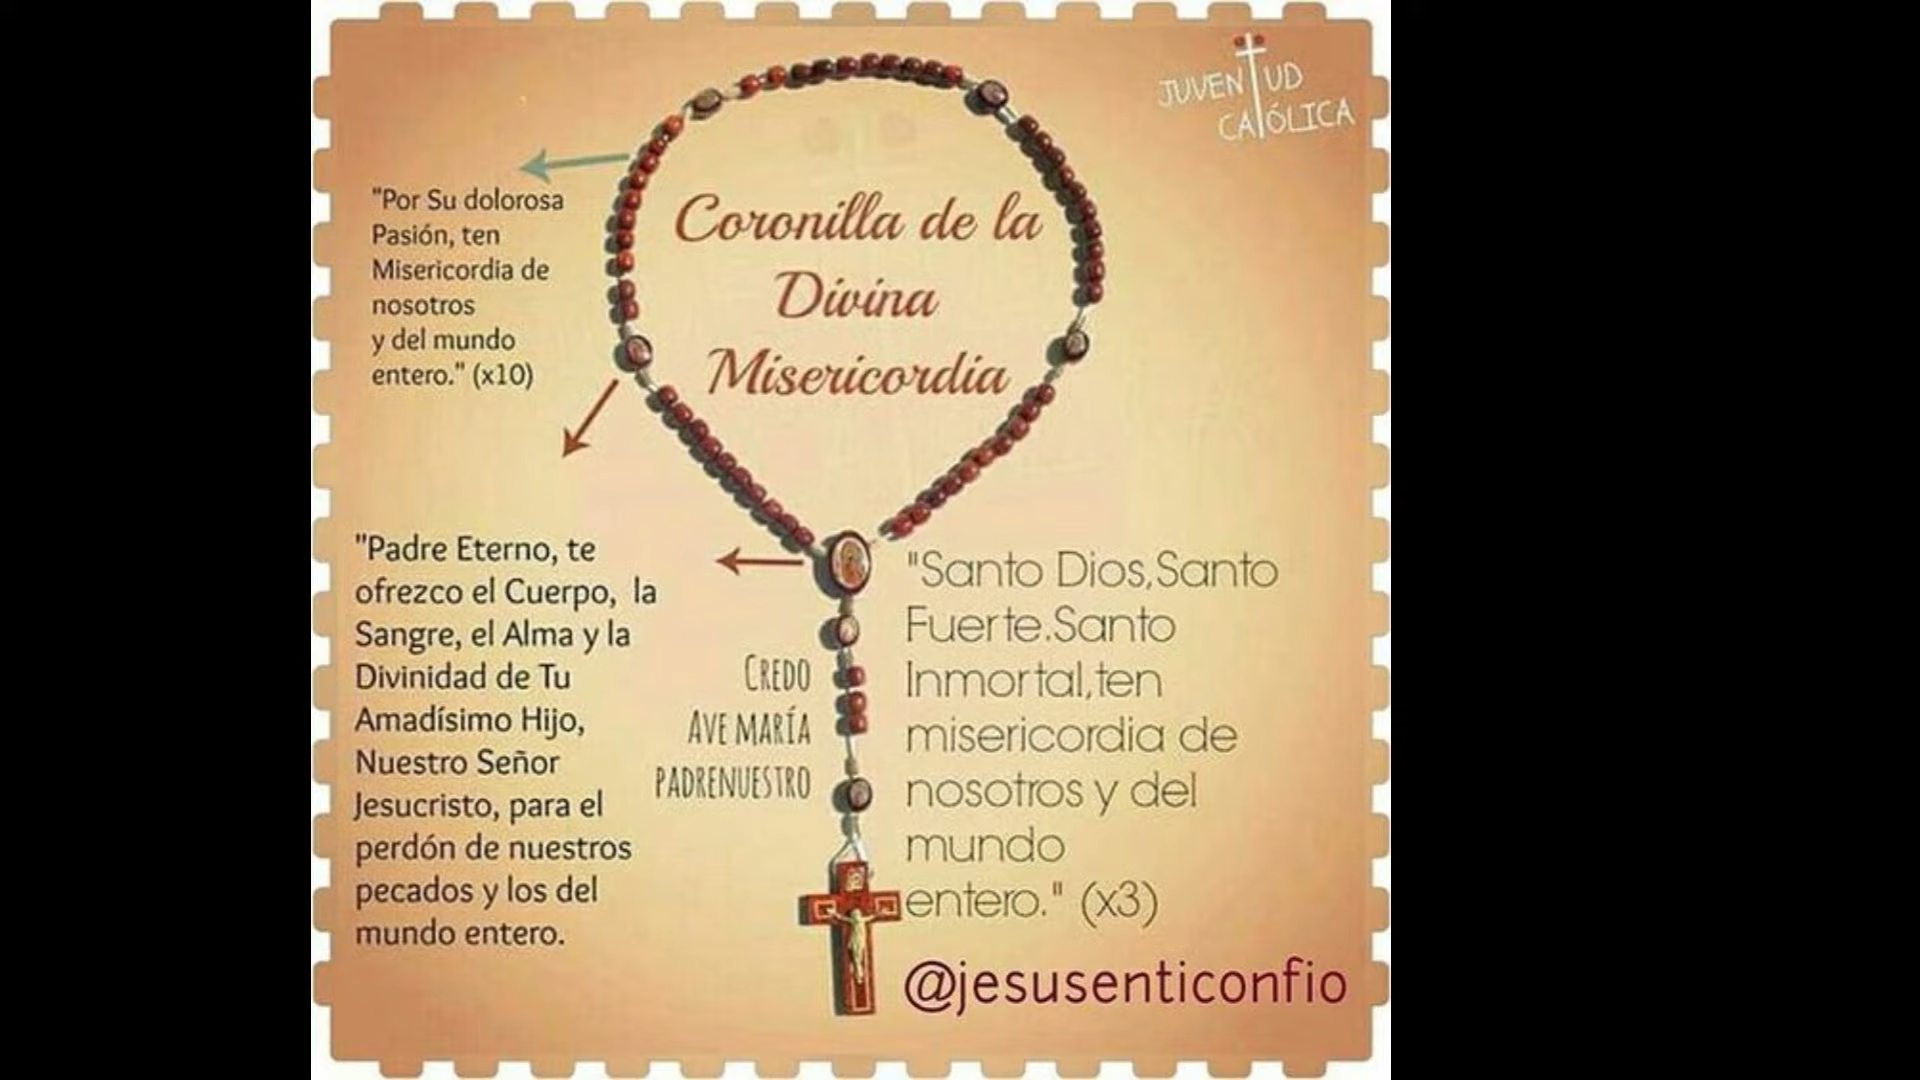 JUVENTUD
CATÓLICA
Coronilla de la
Divina
Misericordia
"Por Su dolorosa
Pasión, ten
Misericordia de
nosotros
y del mundo
entero." (x10)
"Padre Eterno, te
ofrezco el Cuerpo, la
Sangre, el Alma y la
Divinidad de Tu
Amadísimo Hijo,
Nuestro Señor
Jesucristo, para el
perdón de nuestros
pecados y los del
mundo entero.
CREDO
AVE MARÍA
PADRENUESTRO
"Santo Dios,Santo
Fuerte.Santo
Inmortal,ten
misericordia de
nosotros y del
mundo
entero." (x3)
@jesusenticonfio